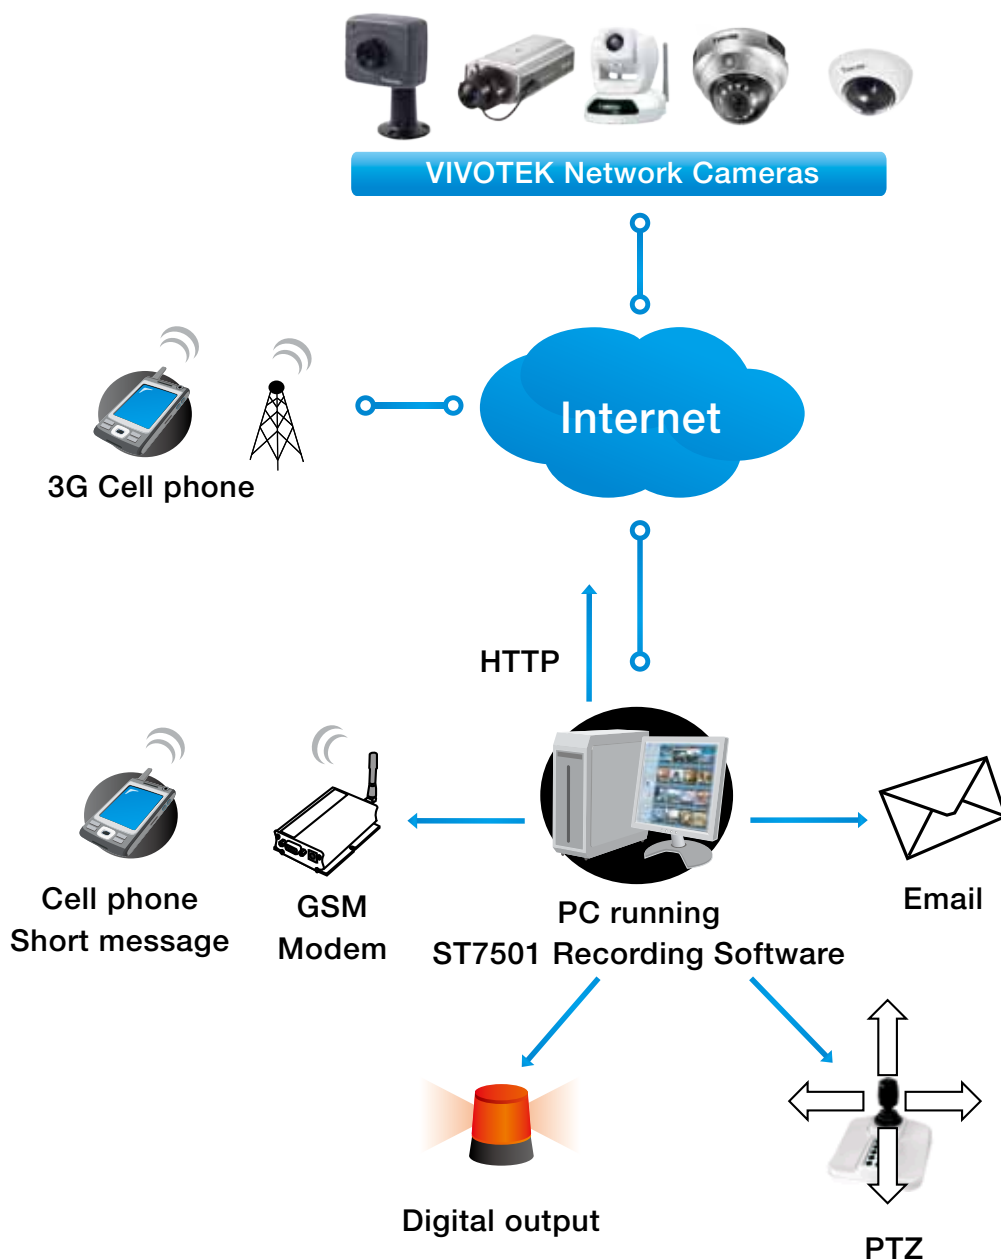 VIVOTEK Network Cameras
Internet
3G Cell phone
HTTP
Cell phone
Short message
GSM
Modem
PC running
ST7501 Recording Software
Email
Digital output
PTZ